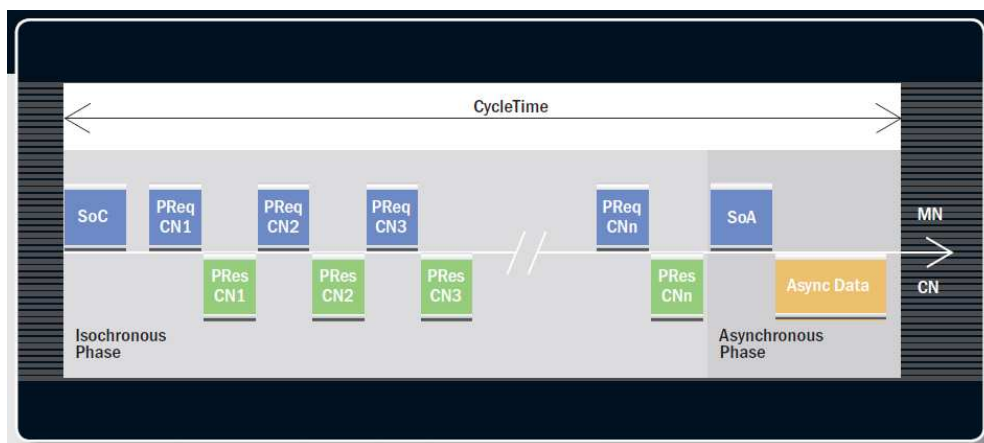 CycleTime
SoC
PReq
CN1
PReq
CN2
PReq
CN3
PReq
CNn
SoA
MN
PRes
CN1
PRes
CN2
PRes
CN3
PRes
CNn
Async Data
CN
Isochronous
Phase
Asynchronous
Phase